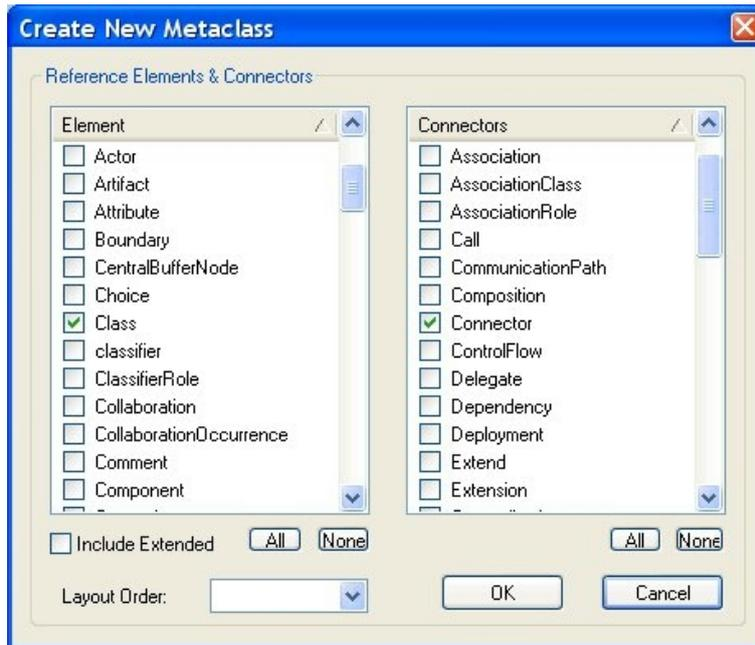 Create New Metaclass
Reference Elements & Connectors
Element
Actor
Artifact
Attribute
Boundary
CentralBufferNode
Choice
Class
classifier
ClassifierRole
Collaboration
CollaborationOccurrence
Comment
Component
Connectors
Association
AssociationClass
AssociationRole
Call
CommunicationPath
Composition
Connector
ControlFlow
Delegate
Dependency
Deployment
Extend
Extension
Include Extended
All
None
All
None
Layout Order:
OK
Cancel